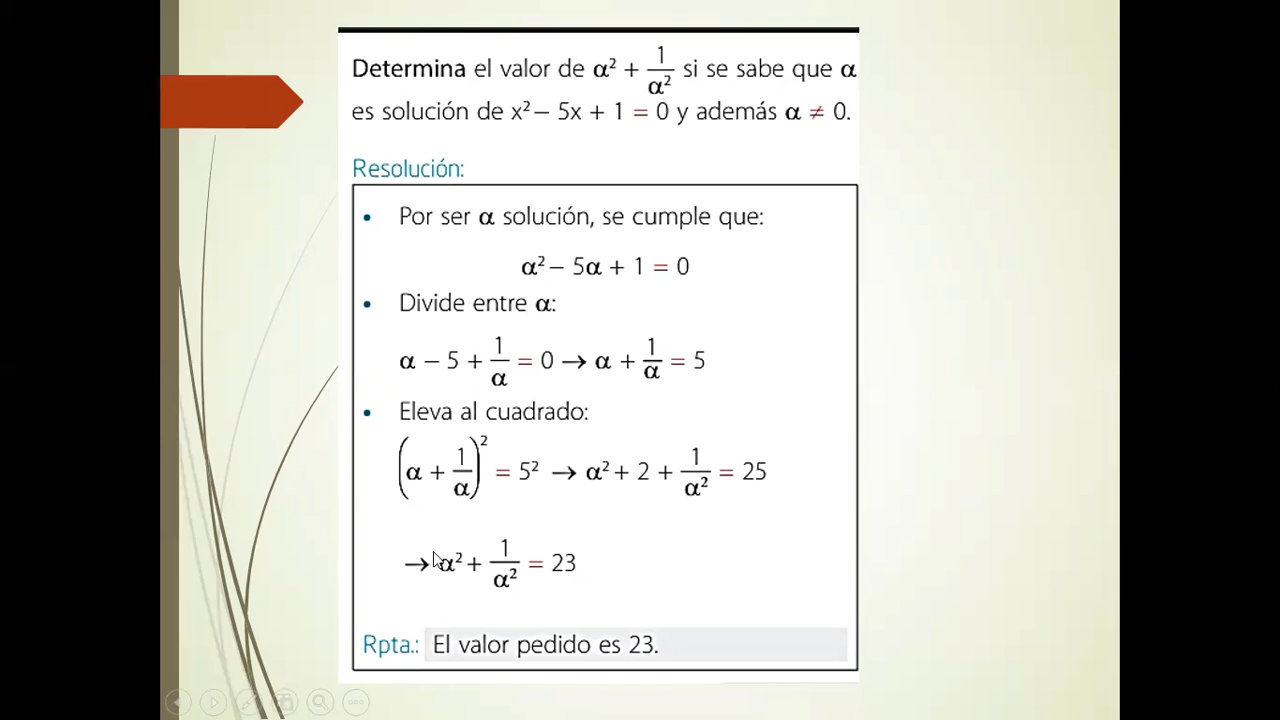 Determina el valor de α² + 1/α² si se sabe que α
es solución de x² – 5x + 1 = 0 y además α ≠ 0.
Resolución:
• Por ser α solución, se cumple que:
α² – 5α + 1 = 0
• Divide entre α:
α – 5 + 1/α = 0 → α + 1/α = 5
• Eleva al cuadrado:
(α + 1/α)² = 5² → α² + 2 + 1/α² = 25
→ α² + 1/α² = 23
Rpta.: El valor pedido es 23.